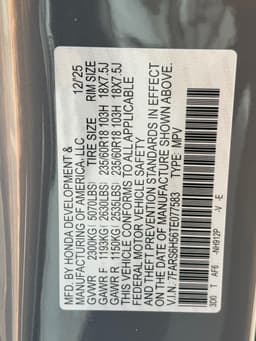 MFD. BY HONDA DEVELOPMENT & 12/'25
MANUFACTURING OF AMERICA, LLC TIRE SIZE RIM SIZE
GVWR 2300KG( 5070LBS)
GAWR F 1193KG( 2630LBS) 235/60R18 103H 18X7.5J
GAWR R 1150KG( 2535LBS) 235/60R18 103H 18X7.5J
THIS VEHICLE CONFORMS TO ALL APPLICABLE
FEDERAL MOTOR VEHICLE SAFETY
AND THEFT PREVENTION STANDARDS IN EFFECT
ON THE DATE OF MANUFACTURE SHOWN ABOVE.
V.I.N. 7FARS6H56TE077583 TYPE: MPV
3D0 T AF6 -NH912P -V -E